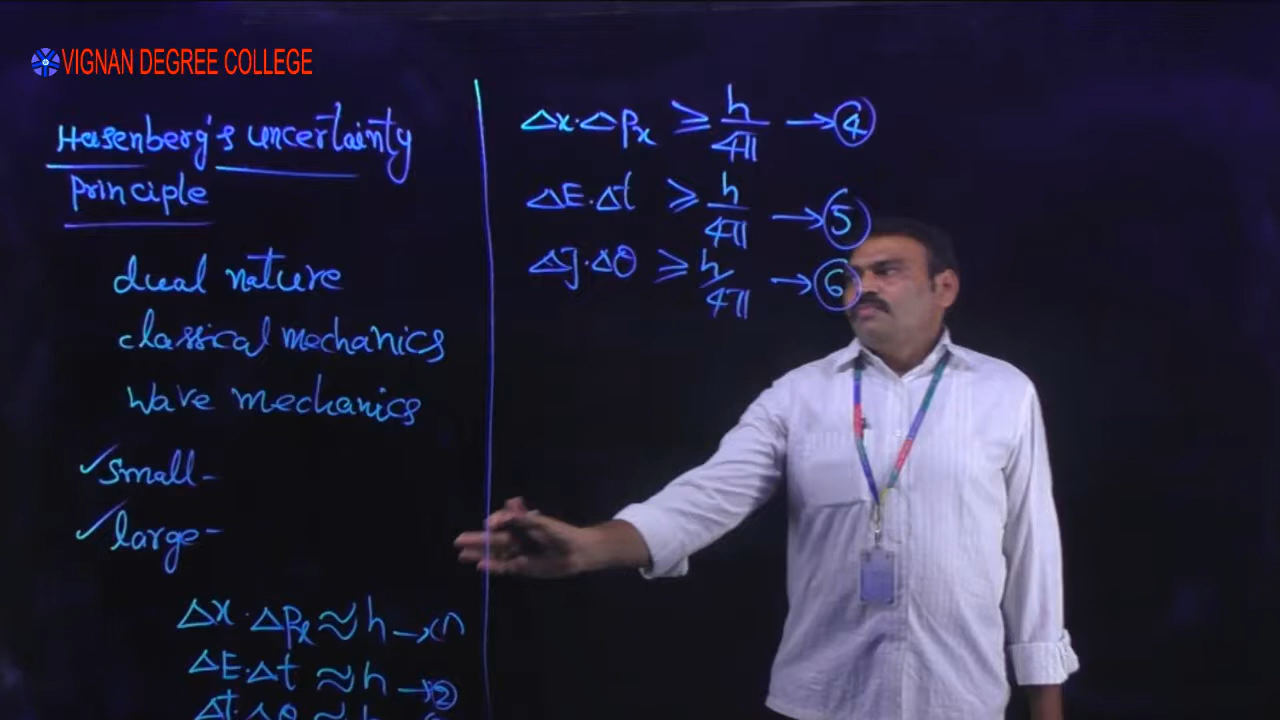 VIGNAN DEGREE COLLEGE
Heisenberg's uncertainty
principle
dual nature
classical mechanics
Wave mechanics
✓small -
✓large -
Δx·Δpx ≈ h →
ΔE·Δt ≈ h →②
Δx·Δpx ≥ h/4π →④
ΔE·Δt ≥ h/4π →⑤
ΔJ·Δθ ≥ h/4π →⑥